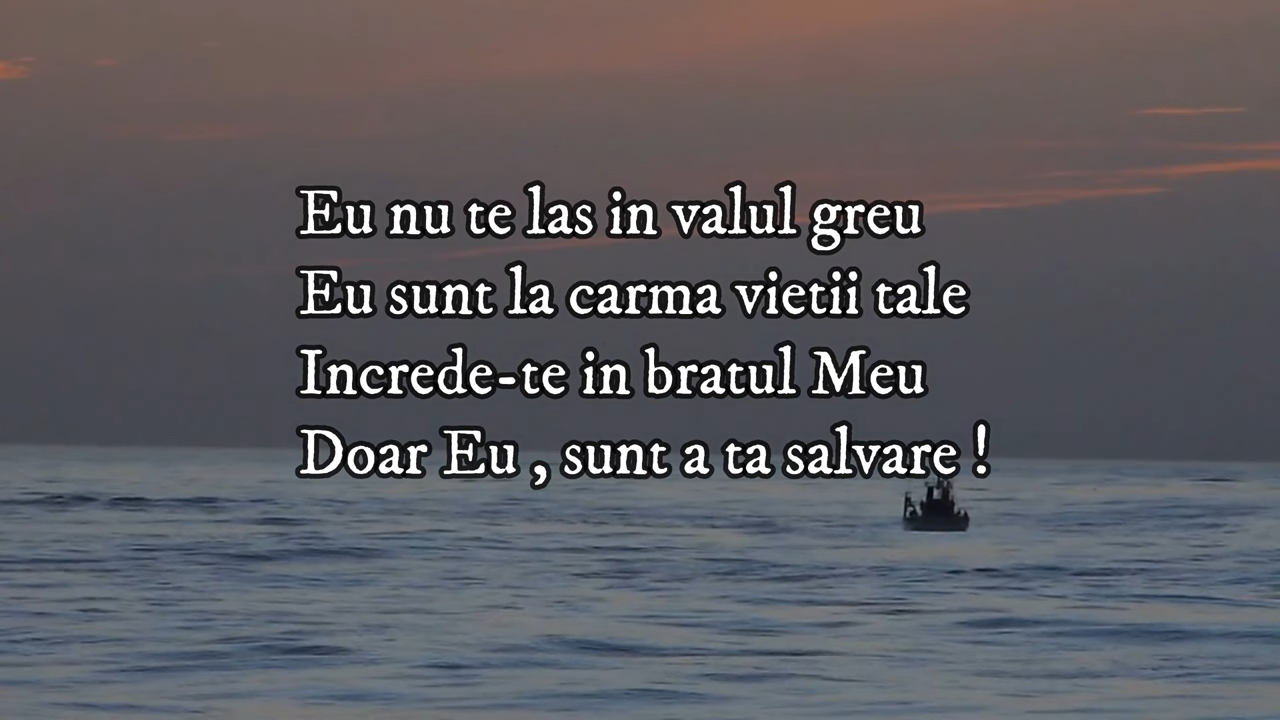 Eu nu te las in valul greu
Eu sunt la carma vietii tale
Increde-te in bratul Meu
Doar Eu , sunt a ta salvare !